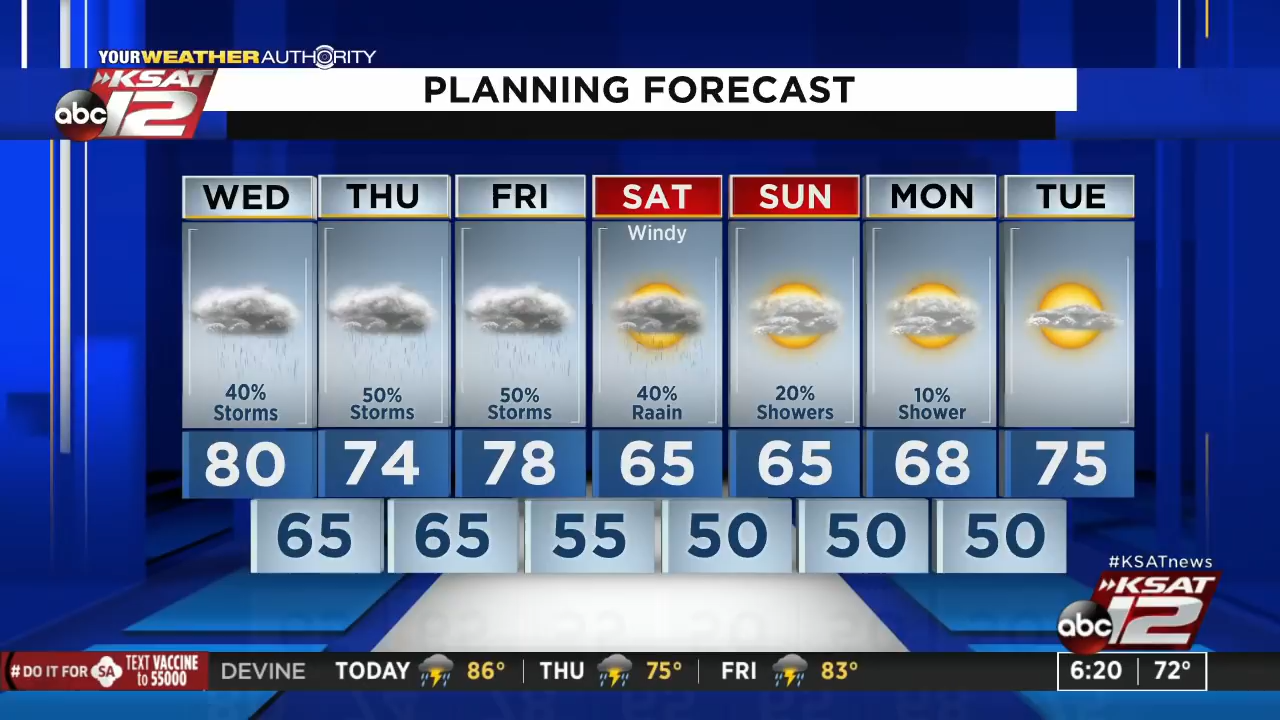 YOUR WEATHER AUTHORITY
KSAT
abc 12
PLANNING FORECAST
WED THU FRI SAT SUN MON TUE
Windy
40% 50% 50% 40% 20% 10%
Storms Storms Storms Raain Showers Shower
80 74 78 65 65 68 75
65 65 55 50 50 50
#KSATnews
KSAT
abc 12
#DO IT FOR SA TEXT VACCINE to 55000 DEVINE TODAY 86° THU 75° FRI 83° 6:20 72°